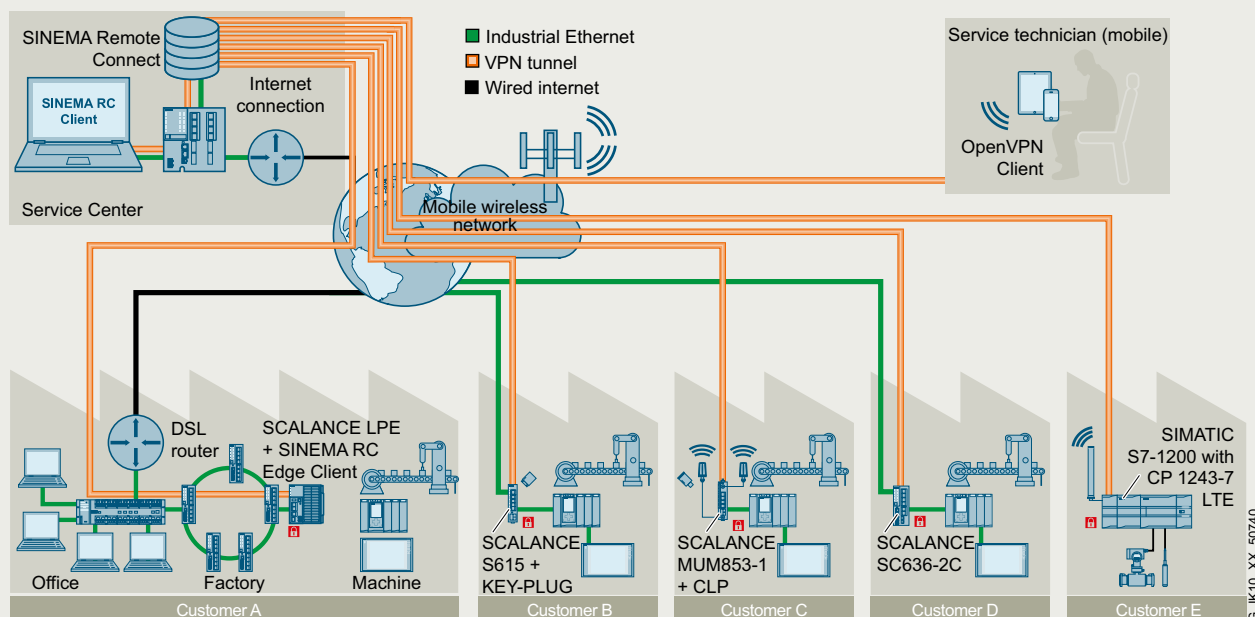 SINEMA Remote
Connect
SINEMA RC
Client
Internet
connection
Service Center
Industrial Ethernet
VPN tunnel
Wired internet
Mobile wireless
network
Service technician (mobile)
OpenVPN
Client
DSL
router
SCALANCE LPE
+ SINEMA RC
Edge Client
Office
Factory
Machine
Customer A
SCALANCE
S615 +
KEY-PLUG
Customer B
SCALANCE
MUM853-1
+ CLP
Customer C
SCALANCE
SC636-2C
Customer D
SIMATIC
S7-1200 with
CP 1243-7
LTE
Customer E
G_IK10_XX_50740